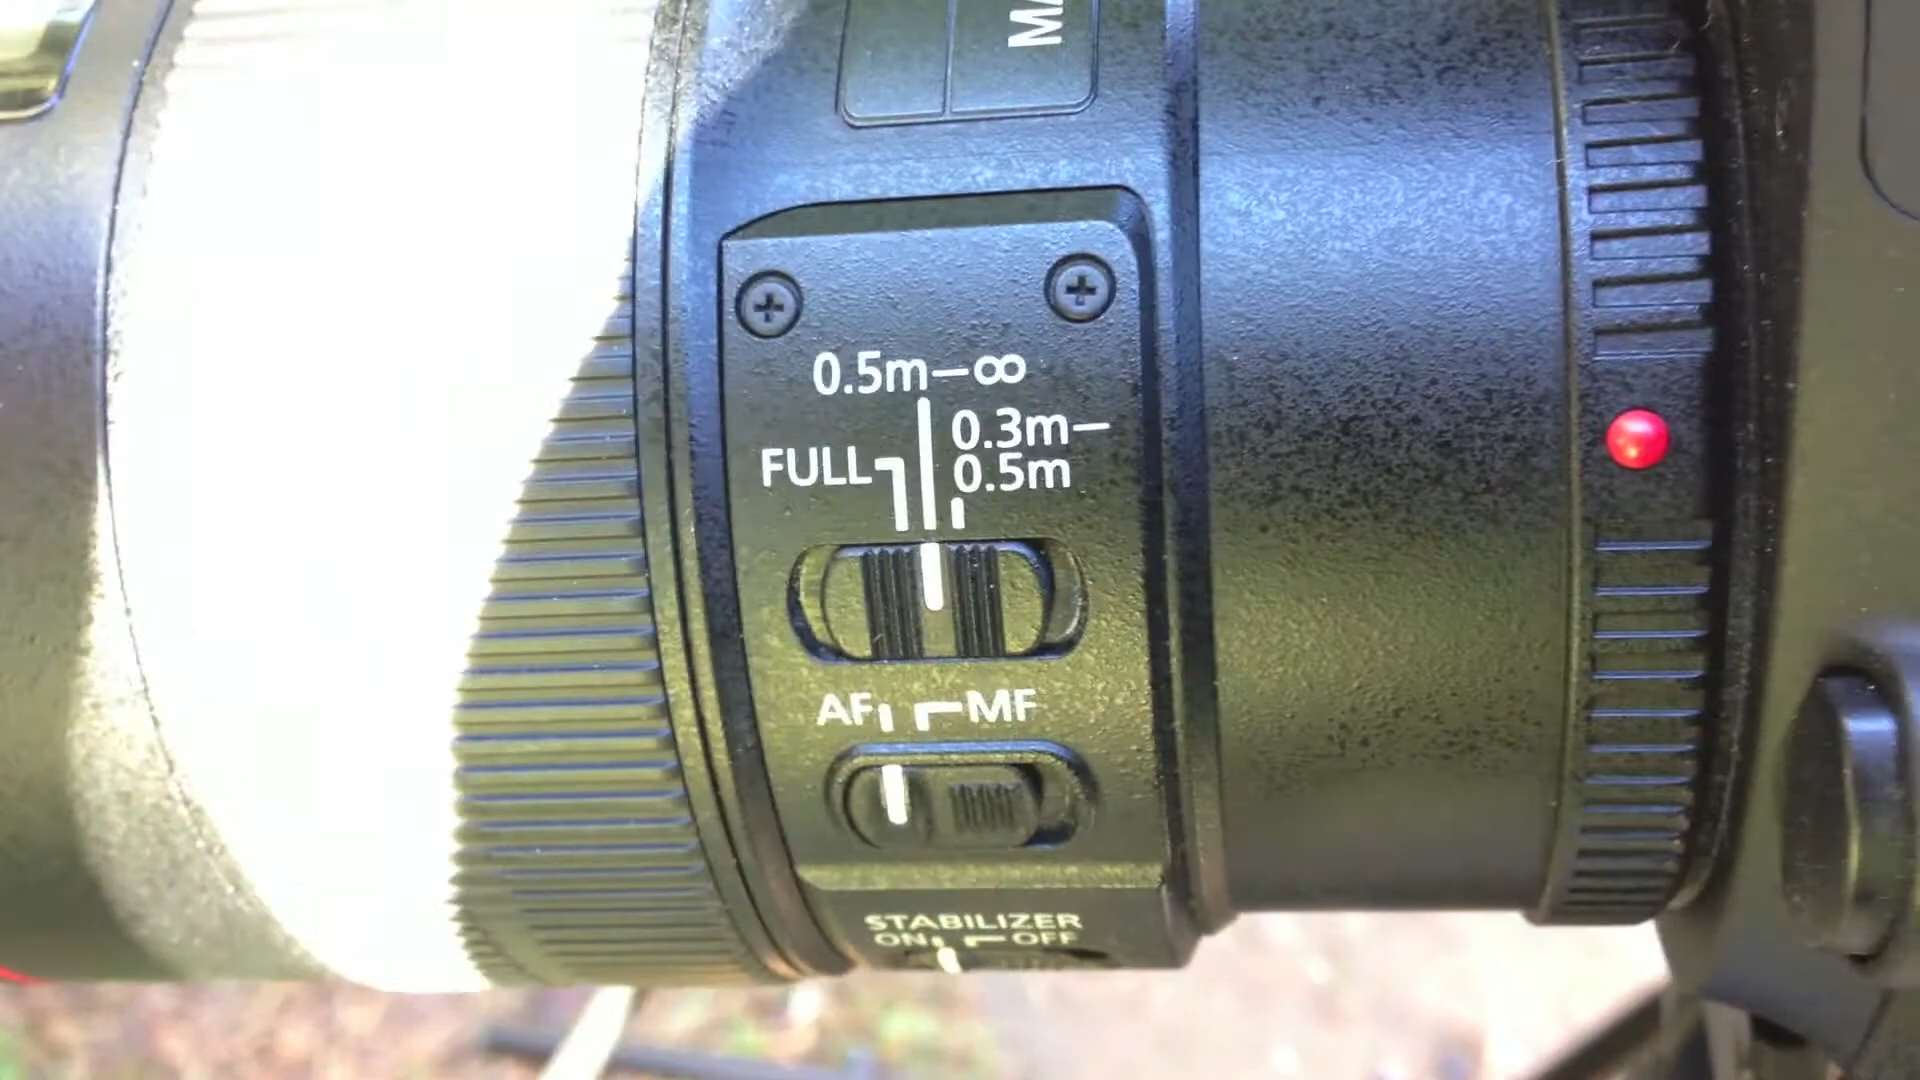 0.5m–∞
0.3m–
FULL
0.5m
AF MF
STABILIZER
ON OFF